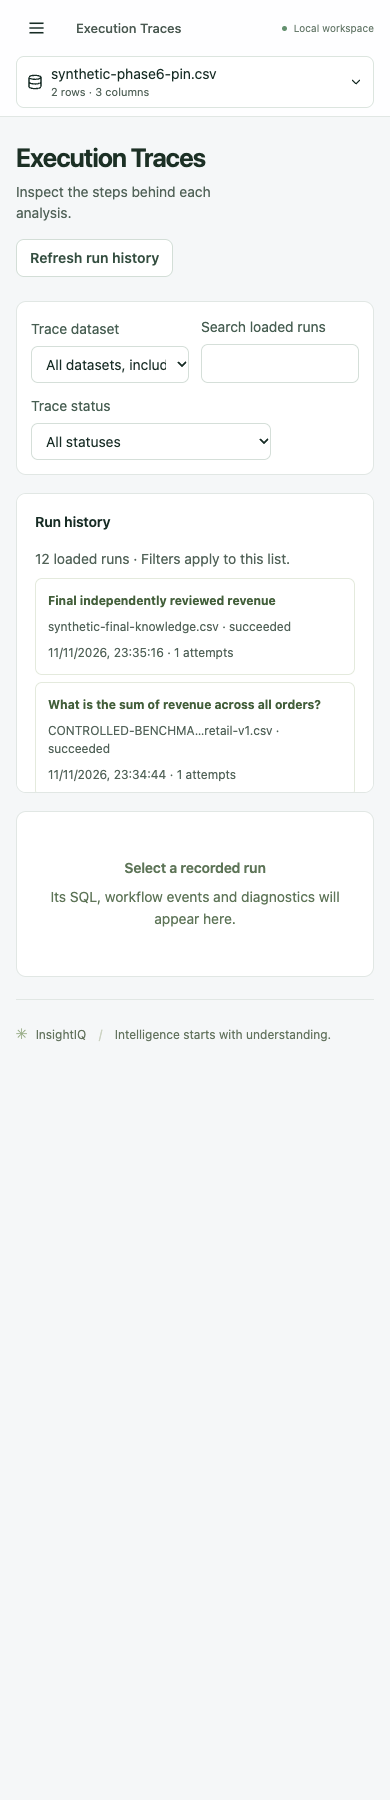 Execution Traces
Local workspace
synthetic-phase6-pin.csv
2 rows · 3 columns
Execution Traces
Inspect the steps behind each
analysis.
Refresh run history
Trace dataset
Search loaded runs
All datasets, includ
Trace status
All statuses
Run history
12 loaded runs · Filters apply to this list.
Final independently reviewed revenue
synthetic-final-knowledge.csv · succeeded
11/11/2026, 23:35:16 · 1 attempts
What is the sum of revenue across all orders?
CONTROLLED-BENCHMA...retail-v1.csv ·
succeeded
11/11/2026, 23:34:44 · 1 attempts
Select a recorded run
Its SQL, workflow events and diagnostics will
appear here.
InsightIQ / Intelligence starts with understanding.